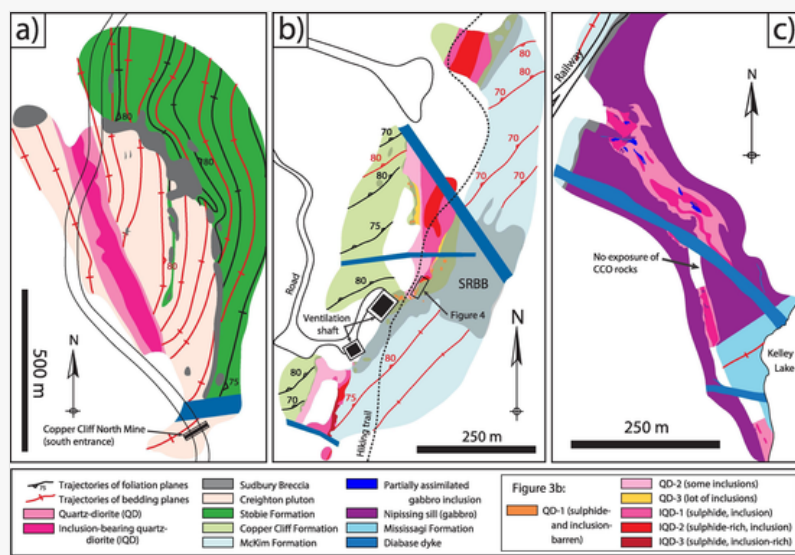 a)
N
80
80
80
75
500 m
N
Copper Cliff North Mine
(south entrance)
b)
70
80
80
70
70
70
80
75
80
Road
SRBB
Ventilation
shaft
Figure 4
N
80
80
70
Hiking trail
250 m
c)
Railway
N
No exposure of
CCO rocks
Kelley
Lake
250 m
75
Trajectories of foliation planes
Trajectories of bedding planes
Quartz-diorite (QD)
Inclusion-bearing quartz-
diorite (IQD)
Sudbury Breccia
Creighton pluton
Stobie Formation
Copper Cliff Formation
McKim Formation
Partially assimilated
gabbro inclusion
Nipissing sill (gabbro)
Mississagi Formation
Diabase dyke
Figure 3b:
QD-1 (sulphide-
and inclusion-
barren)
QD-2 (some inclusions)
QD-3 (lot of inclusions)
IQD-1 (sulphide, inclusion)
IQD-2 (sulphide-rich, inclusion)
IQD-3 (sulphide, inclusion-rich)